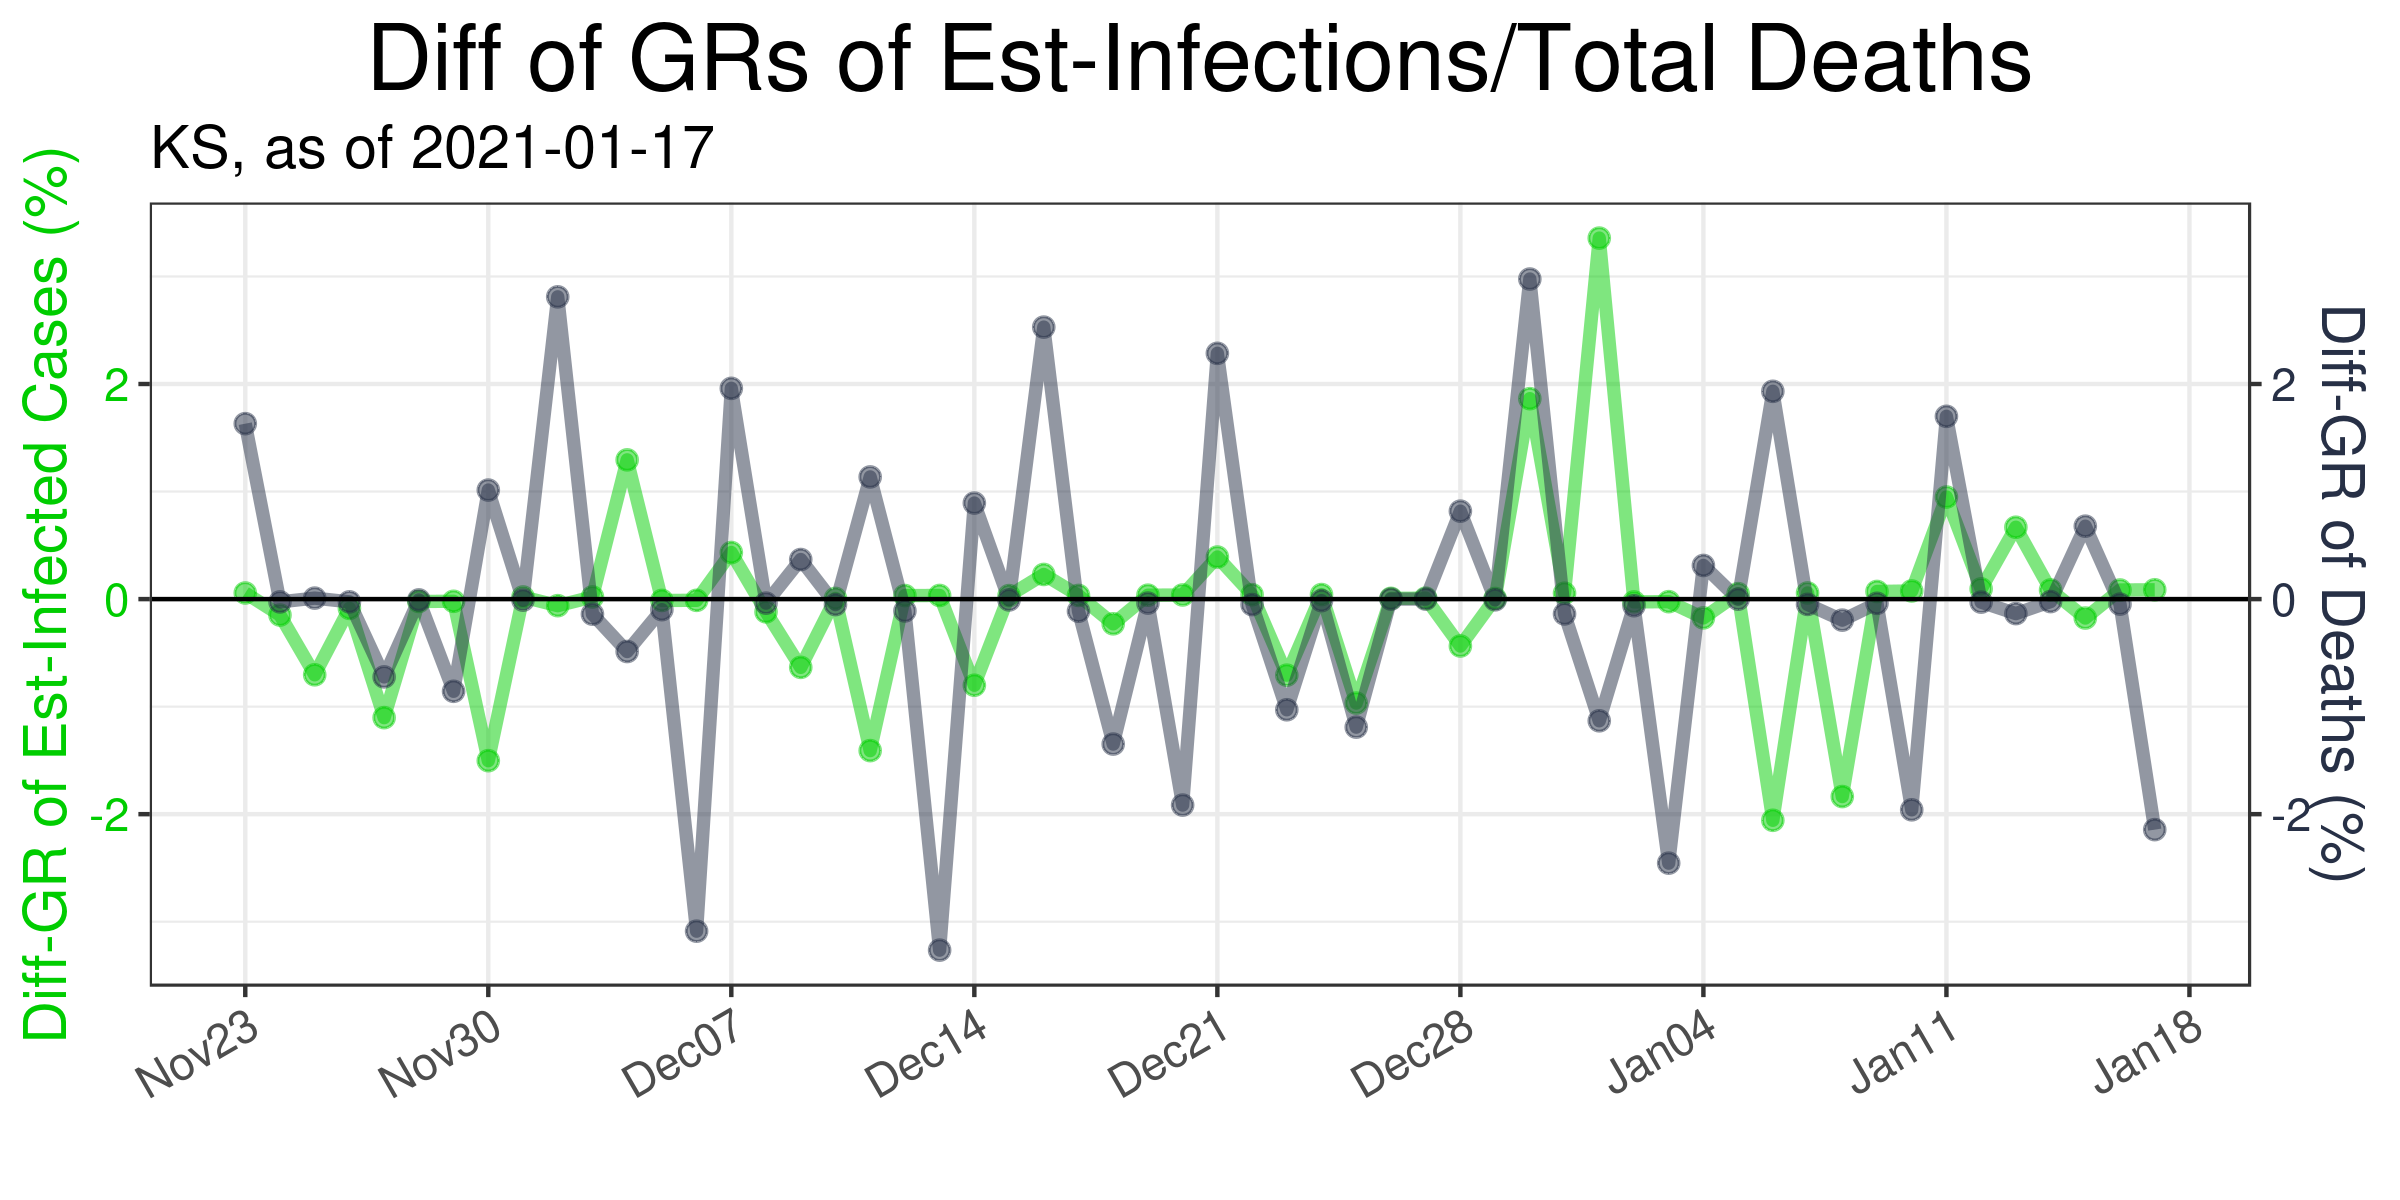 Diff of GRs of Est-Infections/Total Deaths
KS, as of 2021-01-17
Diff-GR of Est-Infected Cases (%)
2
0
-2
2
0
-2
Diff-GR of Deaths (%)
Nov23
Nov30
Dec07
Dec14
Dec21
Dec28
Jan04
Jan11
Jan18